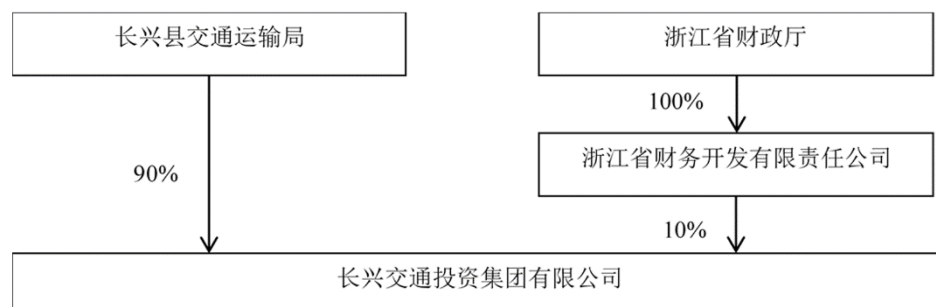 长兴县交通运输局
浙江省财政厅
100%
浙江省财务开发有限责任公司
90%
10%
长兴交通投资集团有限公司